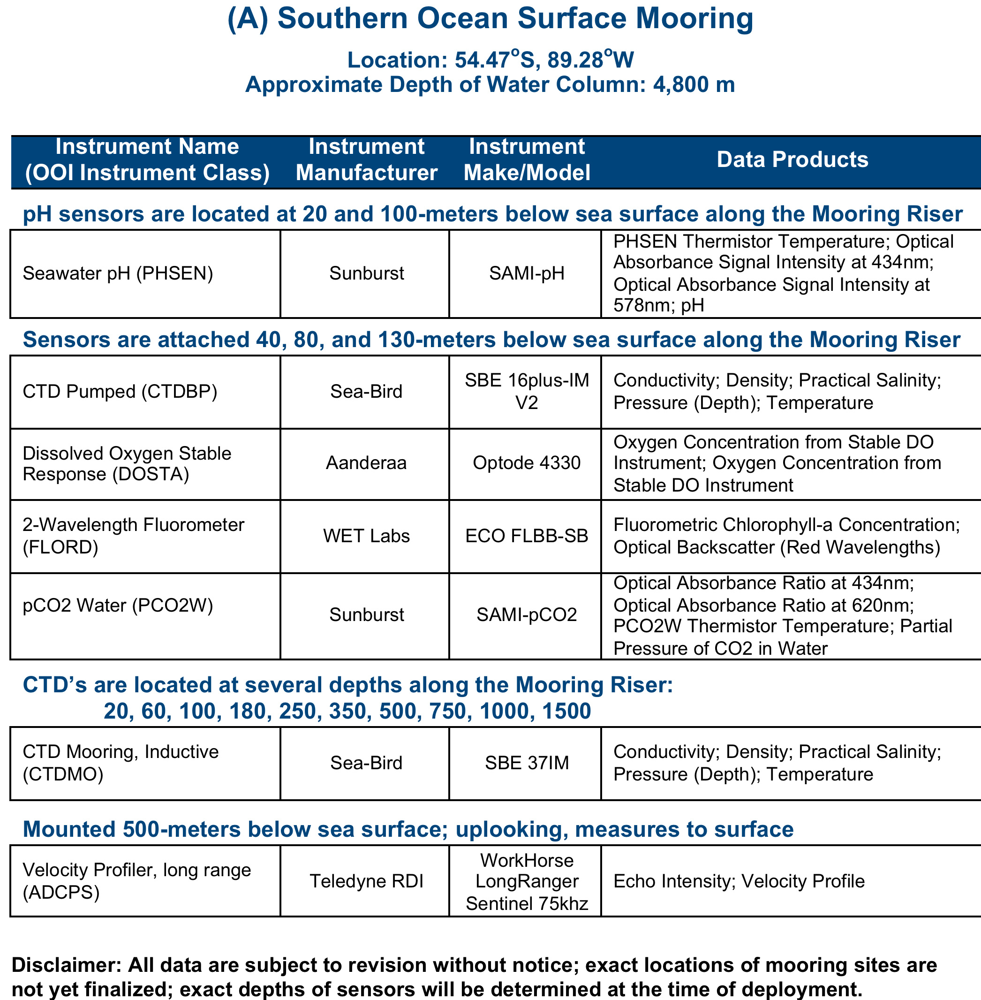 (A) Southern Ocean Surface Mooring
Location: 54.47°S, 89.28°W
Approximate Depth of Water Column: 4,800 m
Instrument Name
(OOI Instrument Class)
Instrument
Manufacturer
Instrument
Make/Model
Data Products
pH sensors are located at 20 and 100-meters below sea surface along the Mooring Riser
Seawater pH (PHSEN)
Sunburst
SAMI-pH
PHSEN Thermistor Temperature; Optical
Absorbance Signal Intensity at 434nm;
Optical Absorbance Signal Intensity at
578nm; pH
Sensors are attached 40, 80, and 130-meters below sea surface along the Mooring Riser
CTD Pumped (CTDBP)
Sea-Bird
SBE 16plus-IM
V2
Conductivity; Density; Practical Salinity;
Pressure (Depth); Temperature
Dissolved Oxygen Stable
Response (DOSTA)
Aanderaa
Optode 4330
Oxygen Concentration from Stable DO
Instrument; Oxygen Concentration from
Stable DO Instrument
2-Wavelength Fluorometer
(FLORD)
WET Labs
ECO FLBB-SB
Fluorometric Chlorophyll-a Concentration;
Optical Backscatter (Red Wavelengths)
pCO2 Water (PCO2W)
Sunburst
SAMI-pCO2
Optical Absorbance Ratio at 434nm;
Optical Absorbance Ratio at 620nm;
PCO2W Thermistor Temperature; Partial
Pressure of CO2 in Water
CTD’s are located at several depths along the Mooring Riser:
20, 60, 100, 180, 250, 350, 500, 750, 1000, 1500
CTD Mooring, Inductive
(CTDMO)
Sea-Bird
SBE 37IM
Conductivity; Density; Practical Salinity;
Pressure (Depth); Temperature
Mounted 500-meters below sea surface; uplooking, measures to surface
Velocity Profiler, long range
(ADCPS)
Teledyne RDI
WorkHorse
LongRanger
Sentinel 75khz
Echo Intensity; Velocity Profile
Disclaimer: All data are subject to revision without notice; exact locations of mooring sites are
not yet finalized; exact depths of sensors will be determined at the time of deployment.